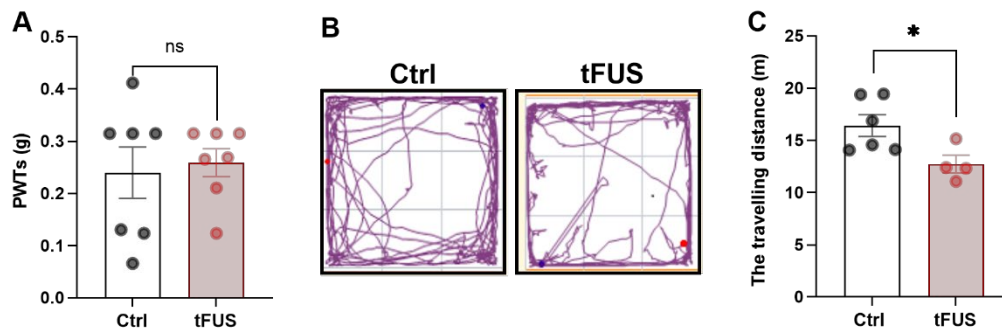 A
PWTs (g)
0.5
0.4
0.3
0.2
0.1
0.0
ns
Ctrl
tFUS
B
Ctrl
tFUS
C
The travelling distance (m)
25
20
15
10
5
0
*
Ctrl
tFUS